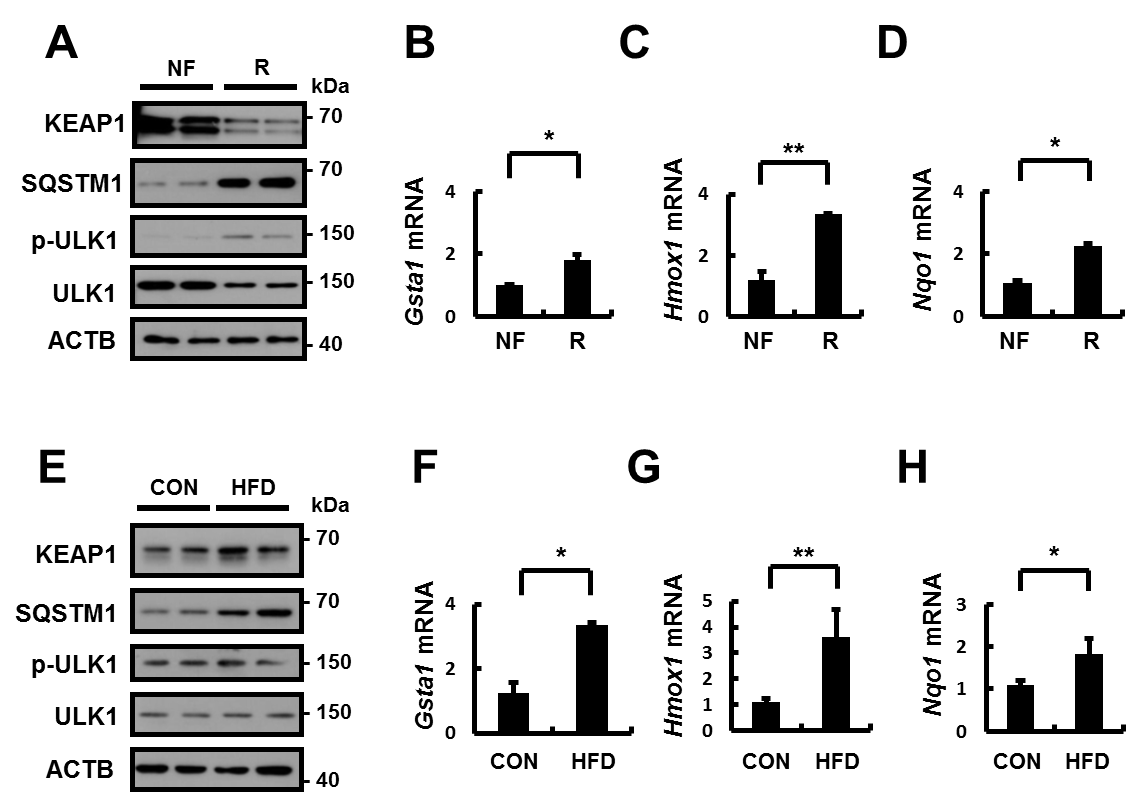 A
B
C
D
NF R
kDa
KEAP1 70
SQSTM1 70
p-ULK1 150
ULK1 150
ACTB 40
Gsta1 mRNA
4
2
0
*
NF R
Hmox1 mRNA
4
2
0
**
NF R
Nqo1 mRNA
4
2
0
*
NF R
E
F
G
H
CON HFD
kDa
KEAP1 70
SQSTM1 70
p-ULK1 150
ULK1 150
ACTB 40
Gsta1 mRNA
4
2
0
*
CON HFD
Hmox1 mRNA
5
4
3
2
1
0
**
CON HFD
Nqo1 mRNA
3
2
1
0
*
CON HFD